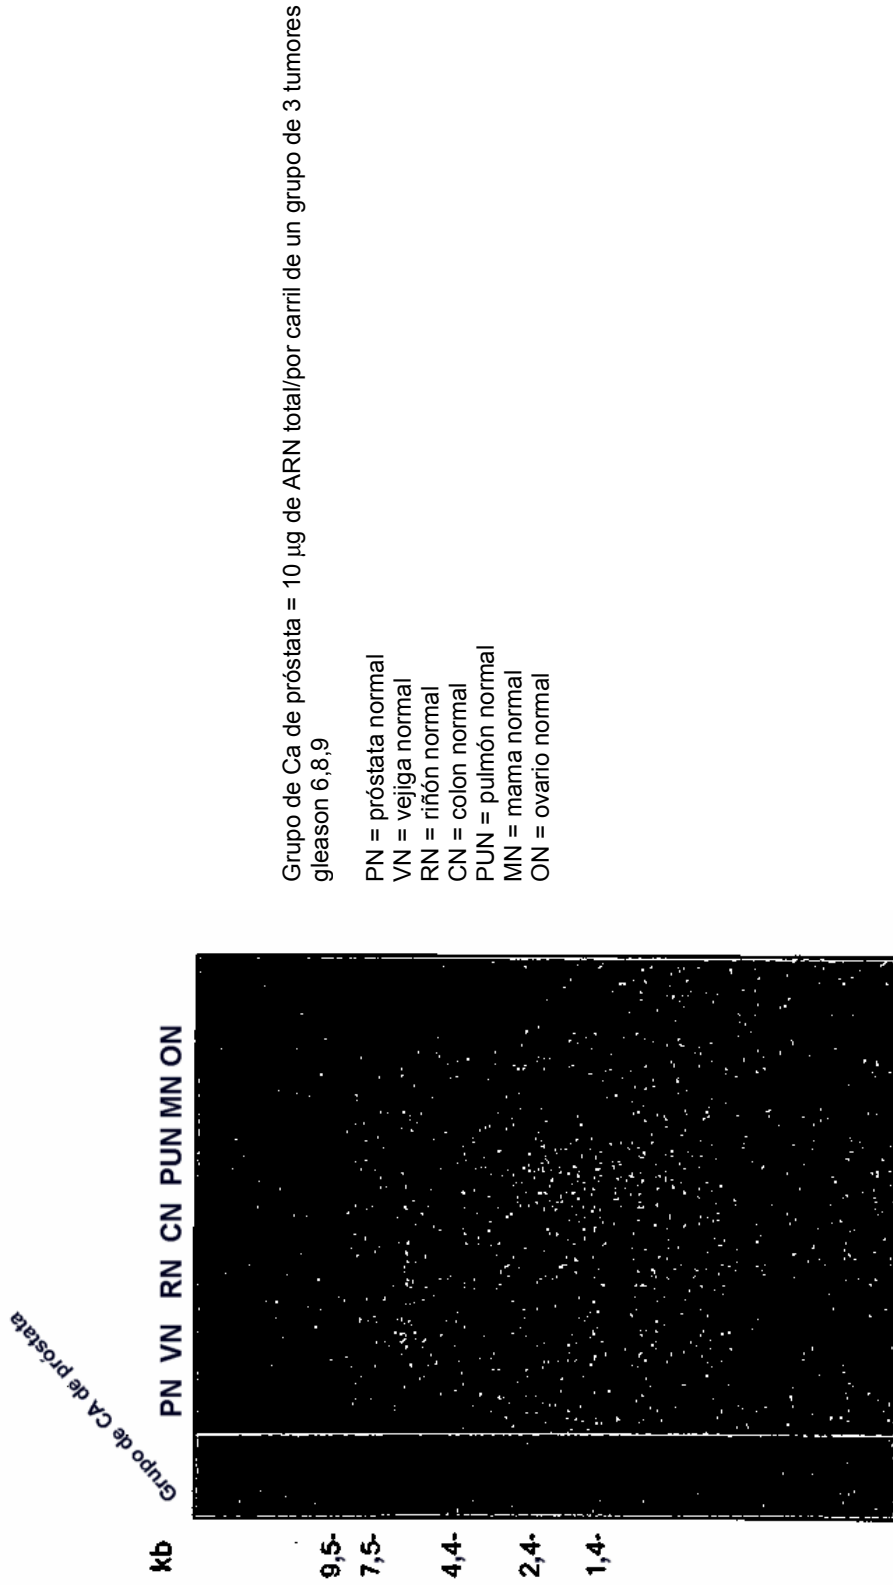 Grupo de CA de próstata
PN VN RN CN PUN MN ON
kb
9,5-
7,5-
4,4-
2,4-
1,4-
Grupo de Ca de próstata = 10 µg de ARN total/por carril de un grupo de 3 tumores
gleason 6,8,9
PN = próstata normal
VN = vejiga normal
RN = riñón normal
CN = colon normal
PUN = pulmón normal
MN = mama normal
ON = ovario normal